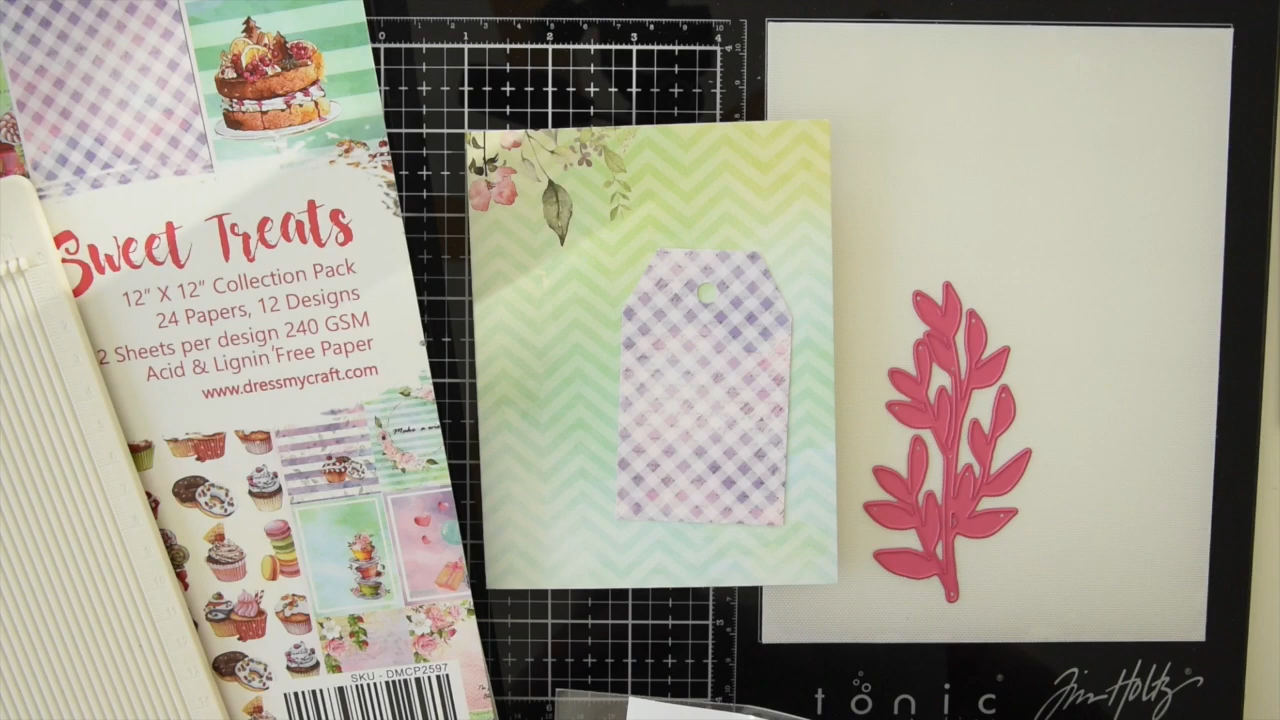 Sweet Treats
12" X 12" Collection Pack
24 Papers, 12 Designs
2 Sheets per design 240 GSM
Acid & Lignin Free Paper
www.dressmycraft.com
SKU - DMCP2597
tonic
Tim Holtz